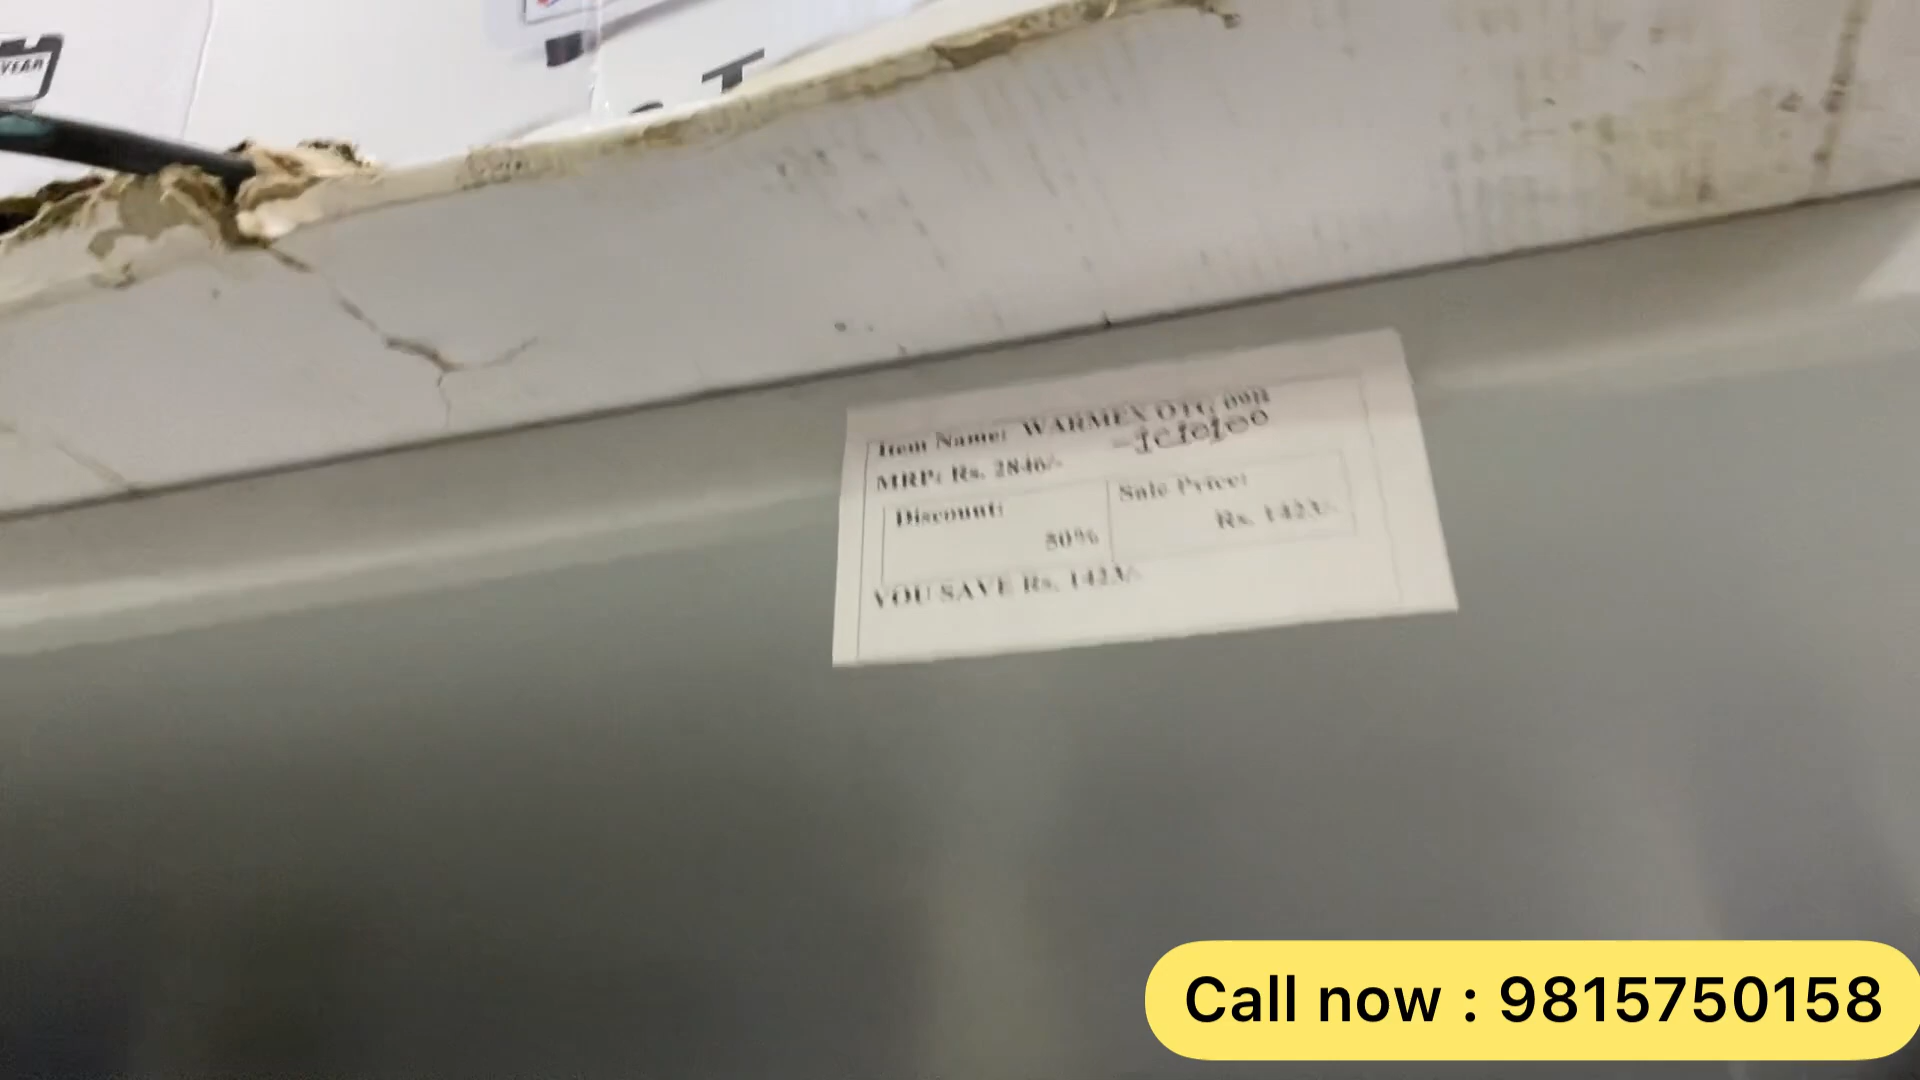 YEAR
T
Item Name: WARMEX OTG 09B
MRP: Rs. 2846/-
Discount:
50%
Sale Price:
Rs. 1423/-
YOU SAVE Rs. 1423/-
Call now : 9815750158